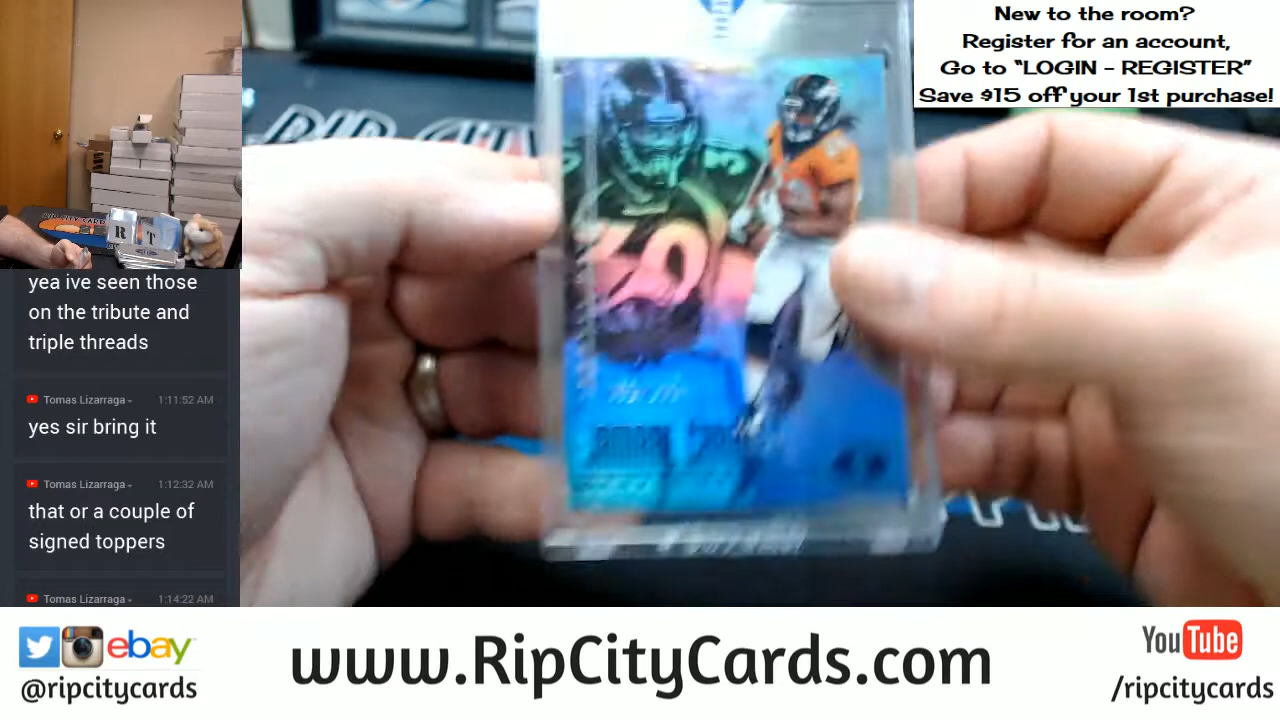 New to the room?
Register for an account,
Go to “LOGIN - REGISTER”
Save $15 off your 1st purchase!
RIP CITY
R T
yea ive seen those
on the tribute and
triple threads
Tomas Lizarraga 1:11:52 AM
yes sir bring it
Tomas Lizarraga 1:12:32 AM
that or a couple of
signed toppers
Tomas Lizarraga 1:14:22 AM
ebay
@ripcitycards
www.RipCityCards.com
YouTube
/ripcitycards